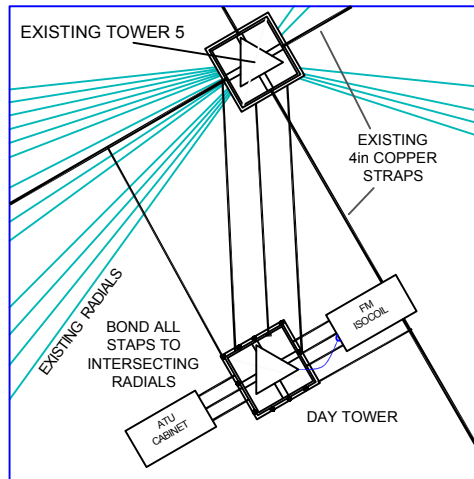 EXISTING TOWER 5
EXISTING
4in COPPER
STRAPS
EXISTING RADIALS
BOND ALL
STAPS TO
INTERSECTING
RADIALS
FM
ISOCOIL
ATU
CABINET
DAY TOWER